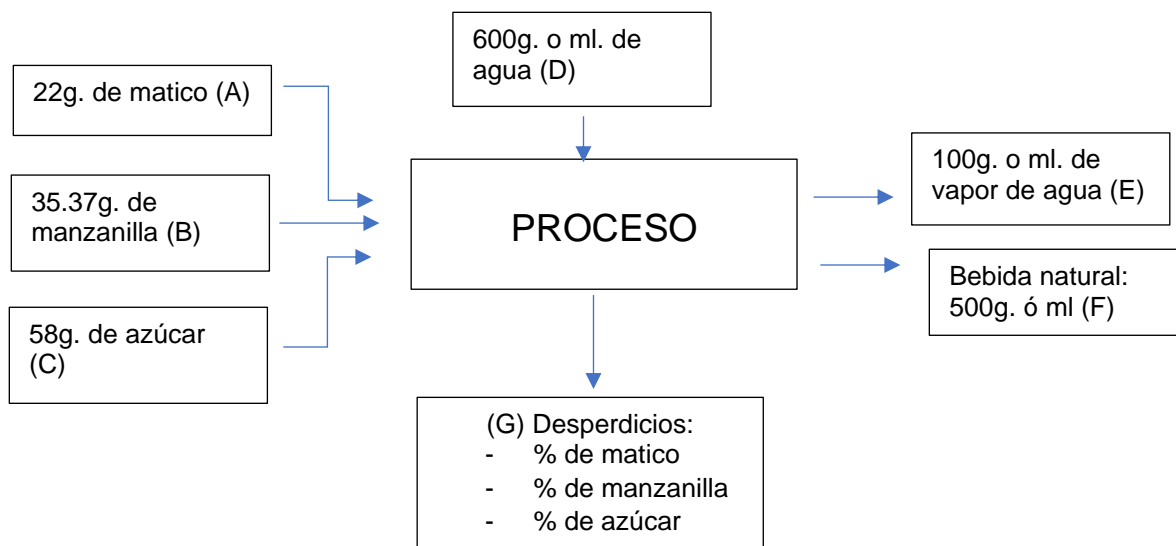 22g. de matico (A)
35.37g. de
manzanilla (B)
58g. de azúcar
(C)
600g. o ml. de
agua (D)
PROCESO
100g. o ml. de
vapor de agua (E)
Bebida natural:
500g. ó ml (F)
(G) Desperdicios:
- % de matico
- % de manzanilla
- % de azúcar